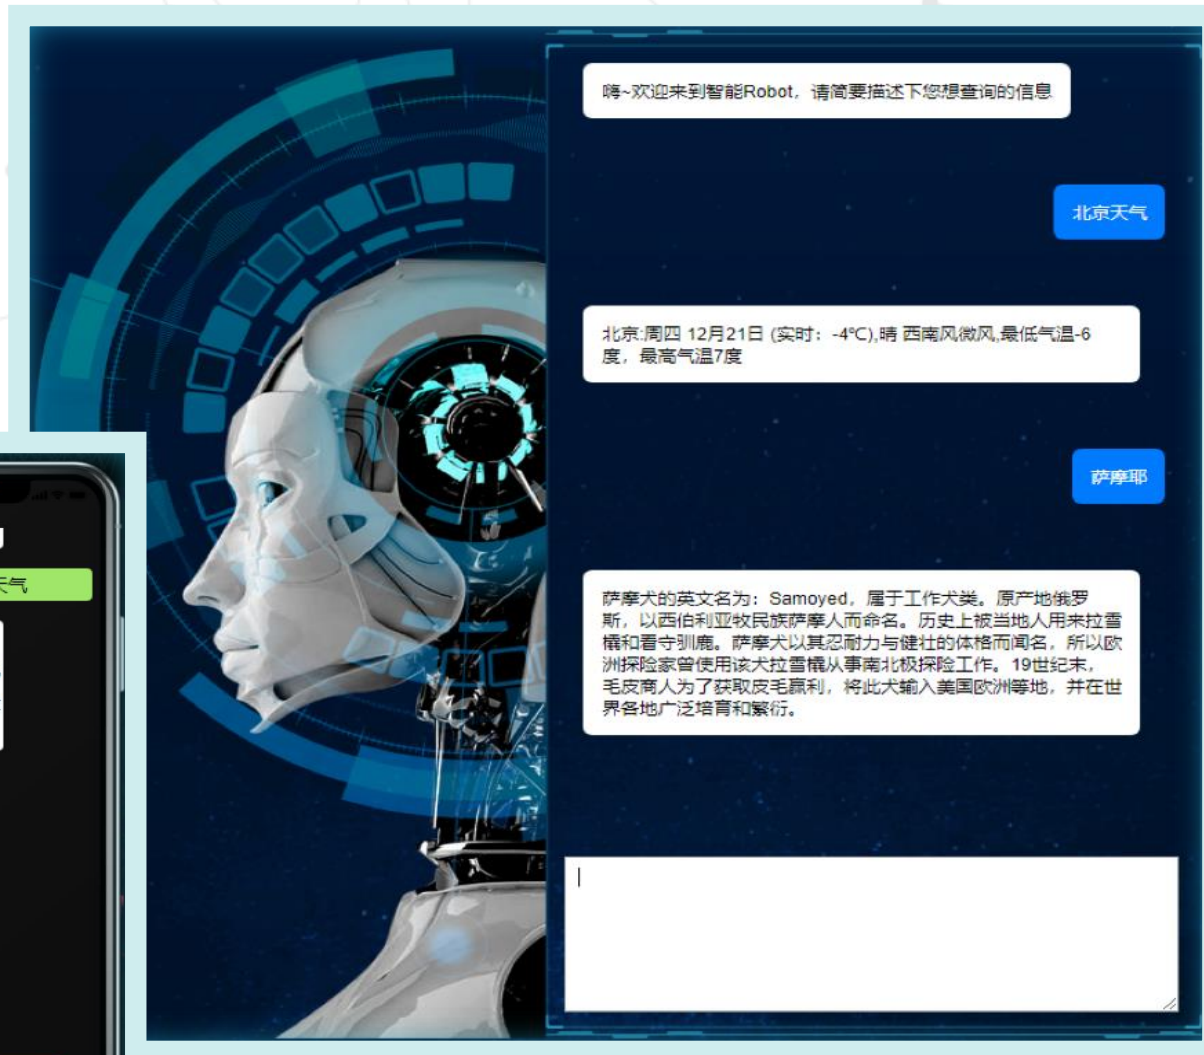 嗨~欢迎来到智能Robot，请简要描述下您想查询的信息
北京天气
北京:周四 12月21日 (实时：-4℃),晴 西南风微风,最低气温-6
度，最高气温7度
萨摩耶
萨摩犬的英文名为：Samoyed，属于工作犬类。原产地俄罗
斯，以西伯利亚牧民族萨摩人而命名。历史上被当地人用来拉雪
橇和看守驯鹿。萨摩犬以其忍耐力与健壮的体格而闻名，所以欧
洲探险家曾使用该犬拉雪橇从事南北极探险工作。19世纪末，
毛皮商人为了获取皮毛赢利，将此犬输入美国欧洲等地，并在世
界各地广泛培育和繁衍。
天气